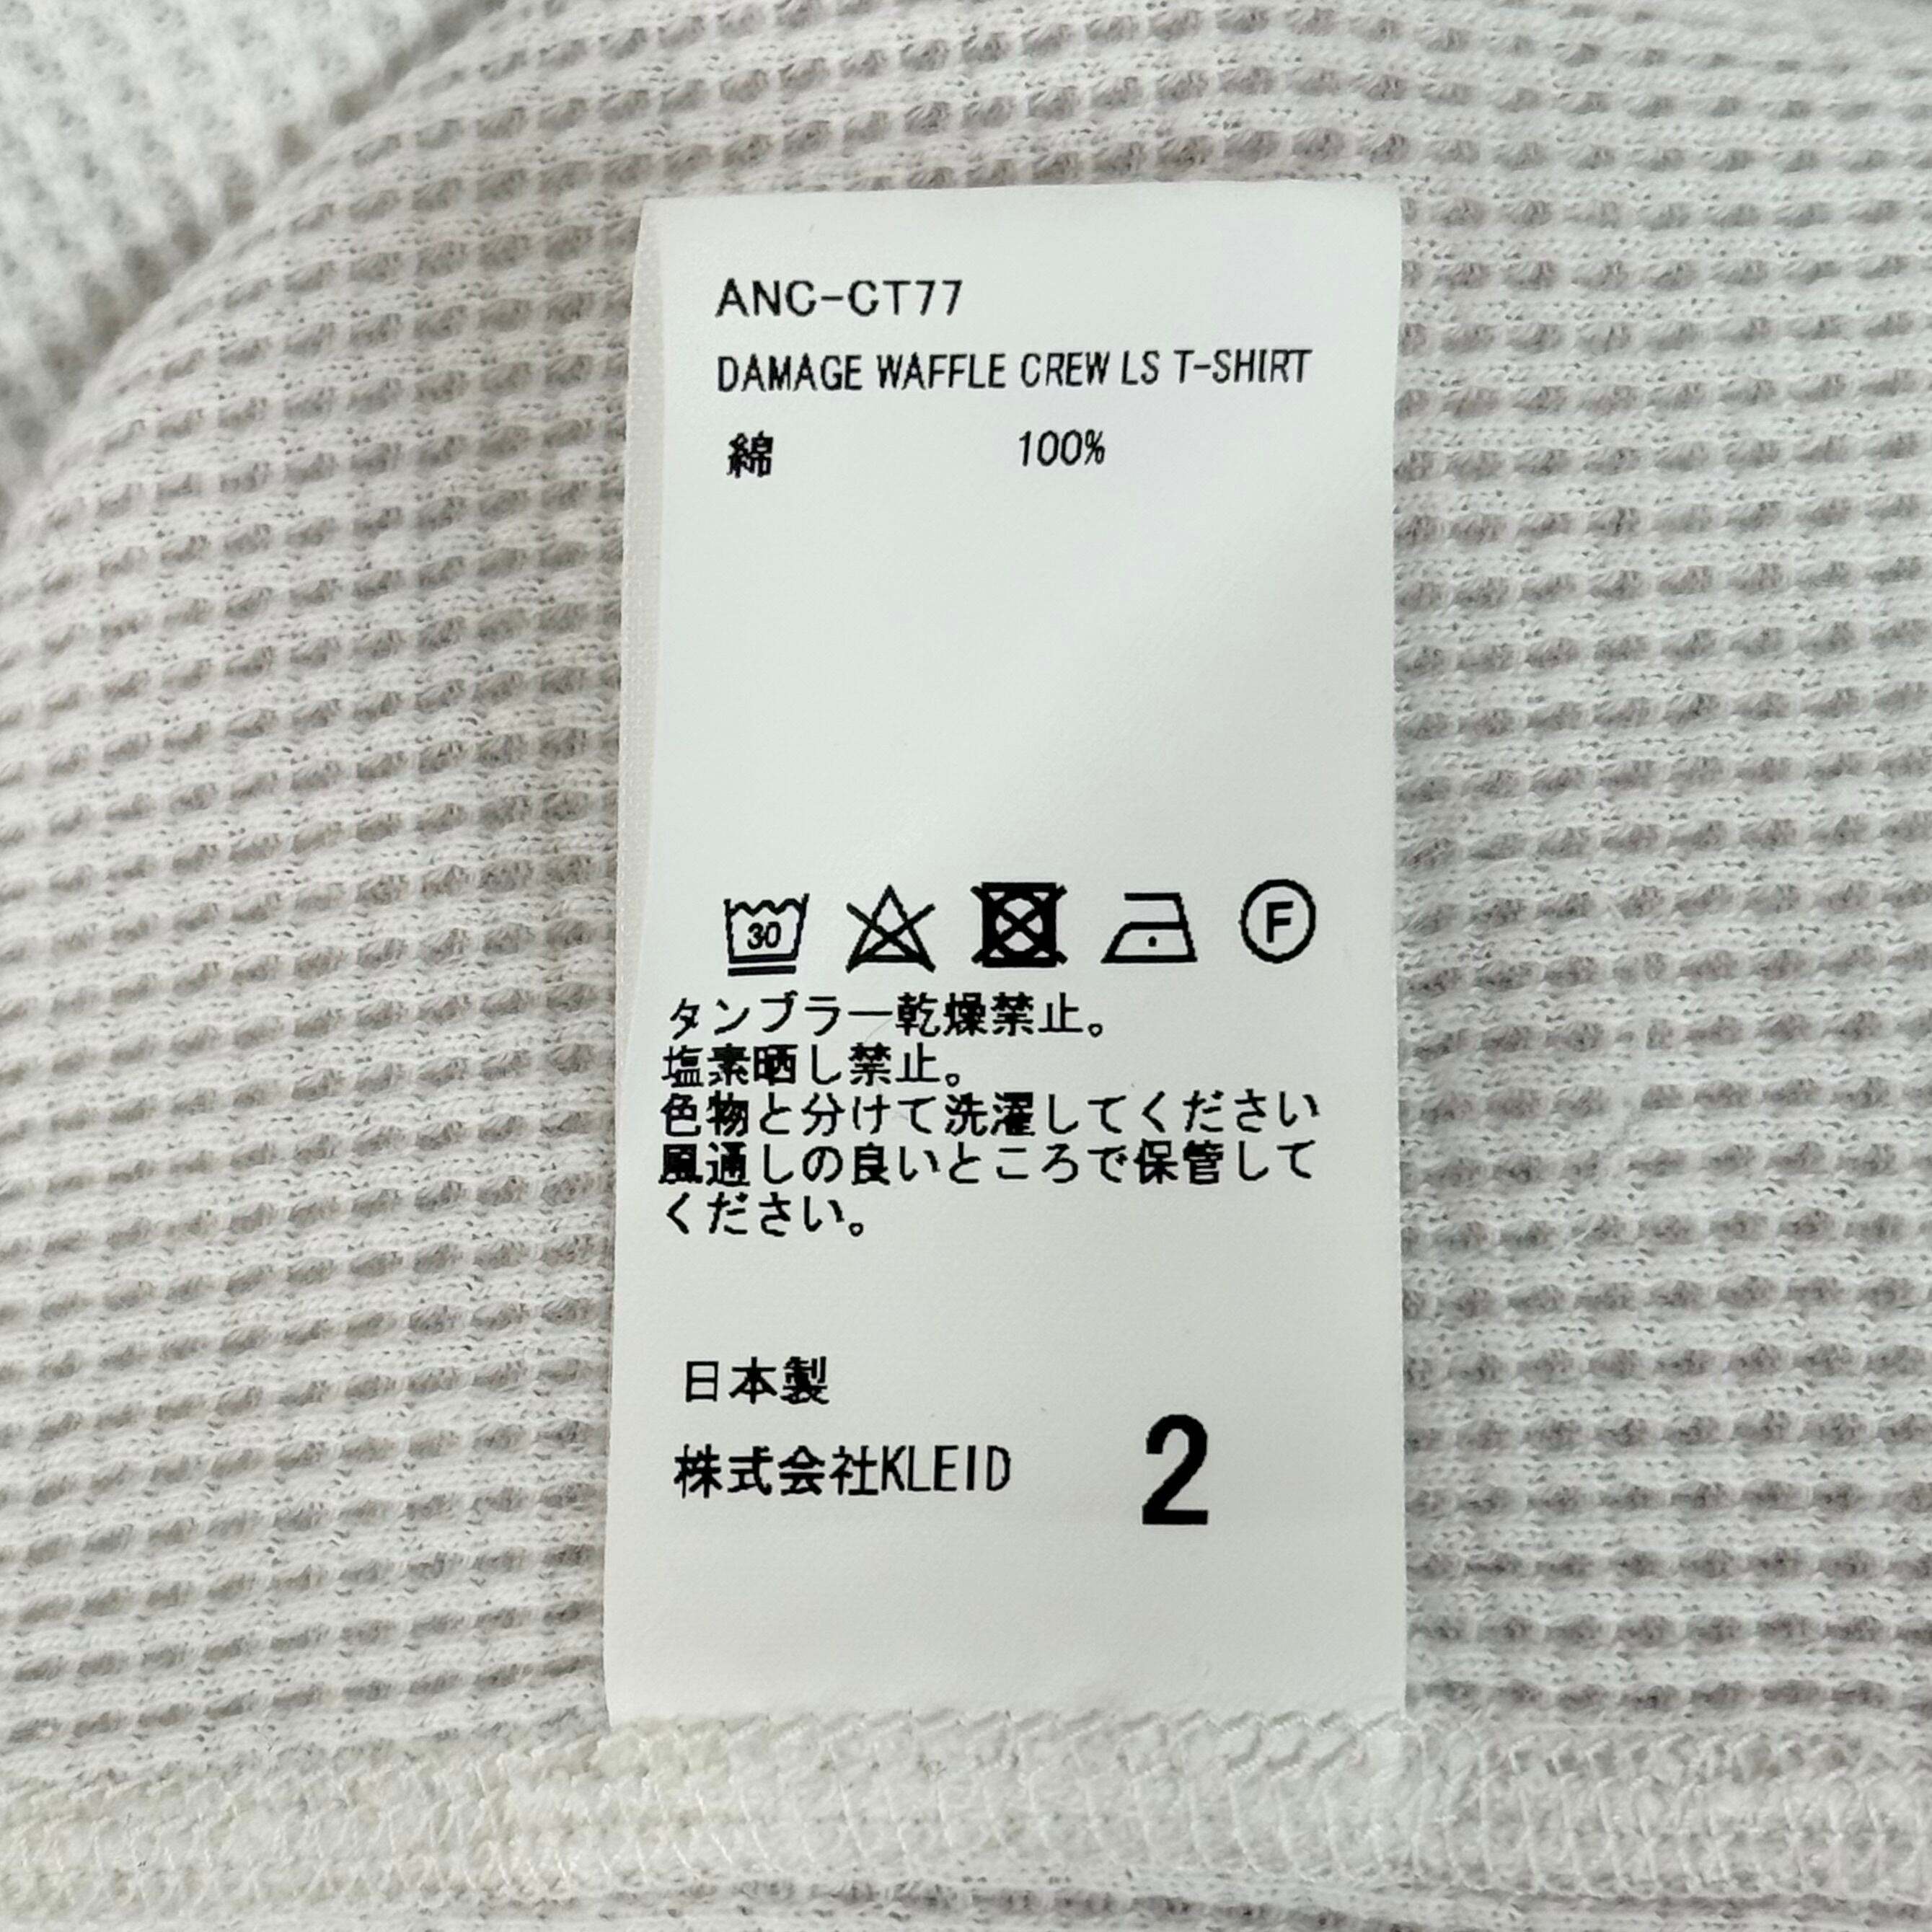 ANC-CT77
DAMAGE WAFFLE CREW LS T-SHIRT
綿 100%
30 F
タンブラー乾燥禁止。
塩素晒し禁止。
色物と分けて洗濯してください
風通しの良いところで保管して
ください。
日本製
株式会社KLEID 2